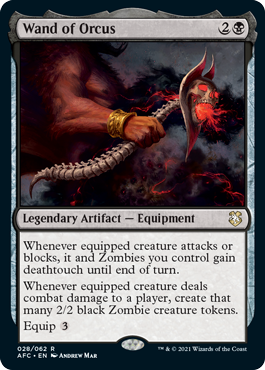 Wand of Orcus 2
Legendary Artifact — Equipment
Whenever equipped creature attacks or
blocks, it and Zombies you control gain
deathtouch until end of turn.
Whenever equipped creature deals
combat damage to a player, create that
many 2/2 black Zombie creature tokens.
Equip 3
028/062 R
AFC • EN Andrew Mar
™ & © 2021 Wizards of the Coast